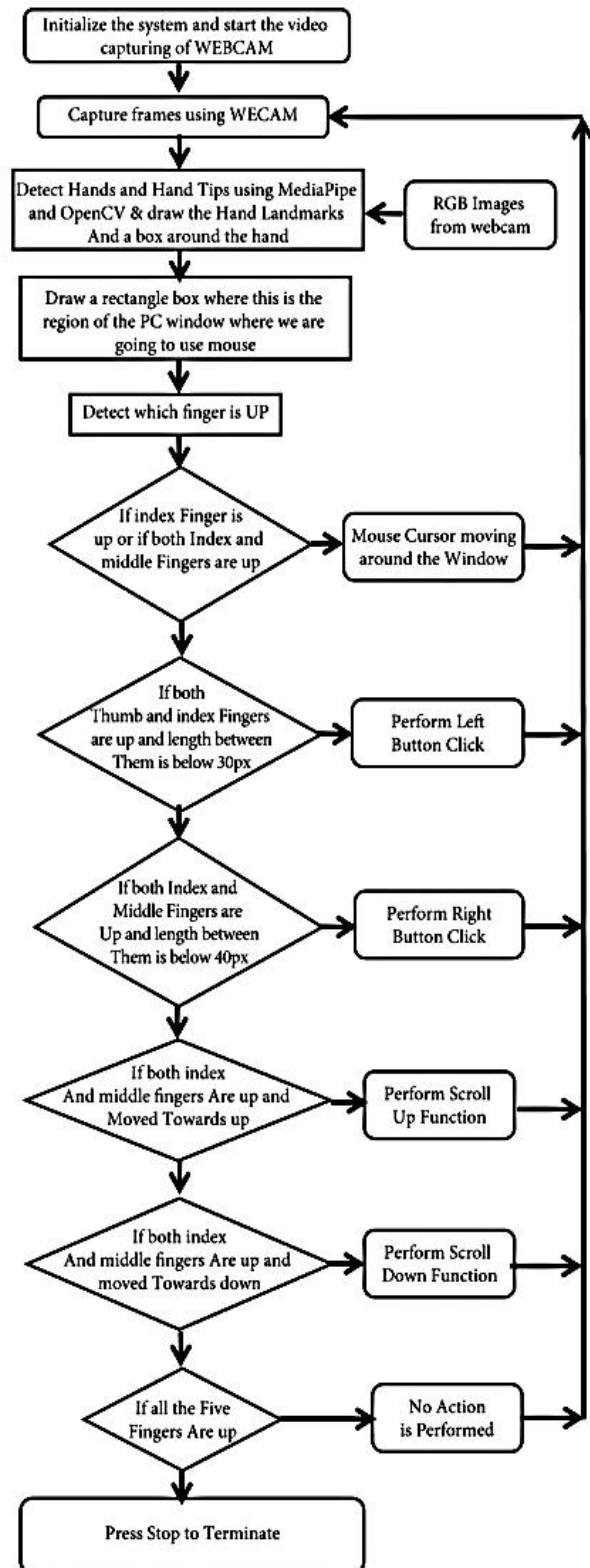 Initialize the system and start the video
capturing of WEBCAM
Capture frames using WECAM
Detect Hands and Hand Tips using MediaPipe
and OpenCV & draw the Hand Landmarks
And a box around the hand
RGB Images
from webcam
Draw a rectangle box where this is the
region of the PC window where we are
going to use mouse
Detect which finger is UP
If index Finger is
up or if both Index and
middle Fingers are up
Mouse Cursor moving
around the Window
If both
Thumb and index Fingers
are up and length between
Them is below 30px
Perform Left
Button Click
If both Index and
Middle Fingers are
Up and length between
Them is below 40px
Perform Right
Button Click
If both index
And middle fingers Are up and
Moved Towards up
Perform Scroll
Up Function
If both index
And middle fingers Are up and
moved Towards down
Perform Scroll
Down Function
If all the Five
Fingers Are up
No Action
is Performed
Press Stop to Terminate